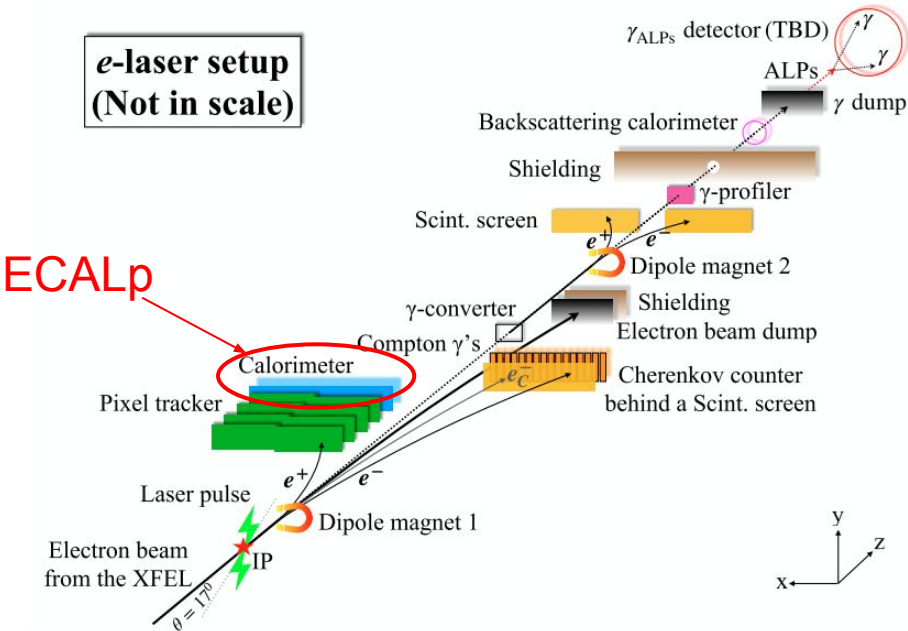 e-laser setup
(Not in scale)
γALPs detector (TBD)
γ
γ
ALPs
γ dump
Backscattering calorimeter
Shielding
γ-profiler
Scint. screen
e⁺
e⁻
Dipole magnet 2
ECALp
γ-converter
Shielding
Electron beam dump
Compton γ's
Calorimeter
e⁻C
Cherenkov counter
behind a Scint. screen
Pixel tracker
e⁺
e⁻
Laser pulse
Dipole magnet 1
IP
Electron beam
from the XFEL
θ = 17⁰
y
z
x